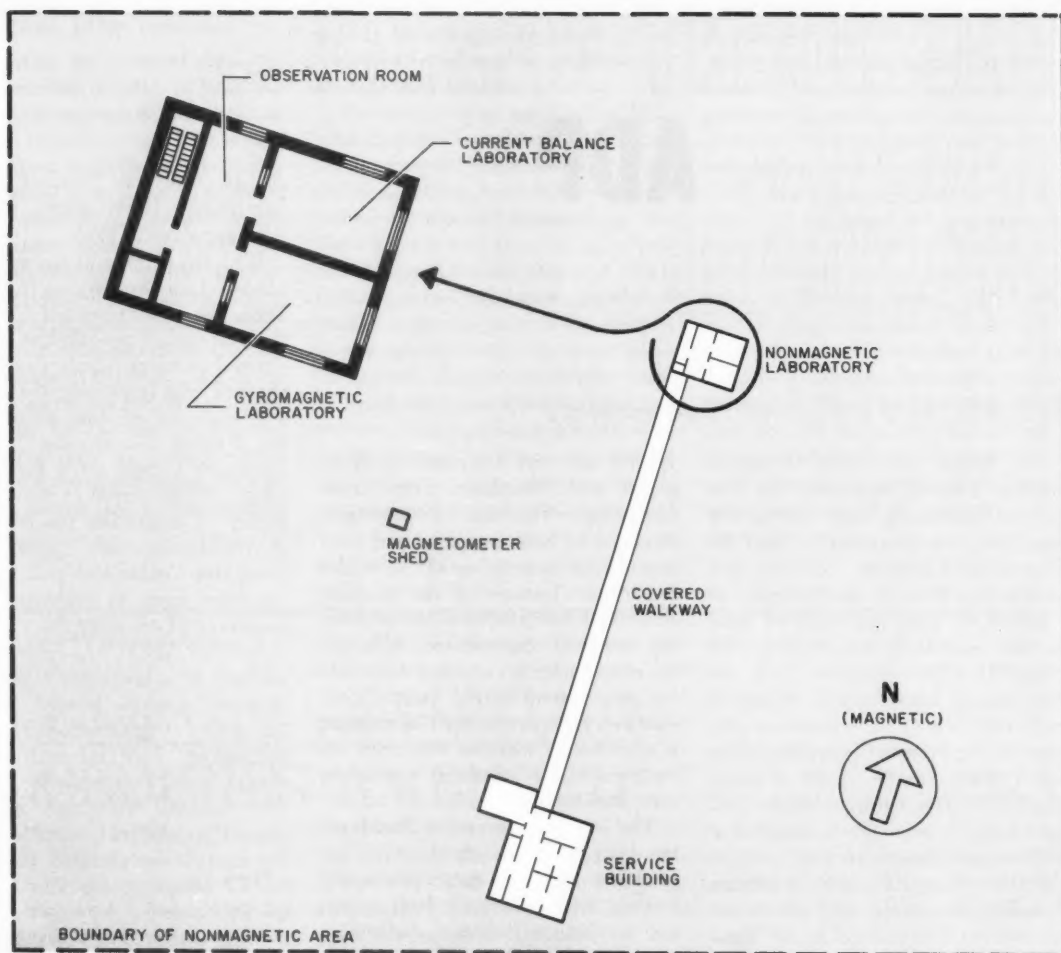 OBSERVATION ROOM
CURRENT BALANCE
LABORATORY
NONMAGNETIC
LABORATORY
GYROMAGNETIC
LABORATORY
MAGNETOMETER
SHED
COVERED
WALKWAY
N
(MAGNETIC)
SERVICE
BUILDING
BOUNDARY OF NONMAGNETIC AREA